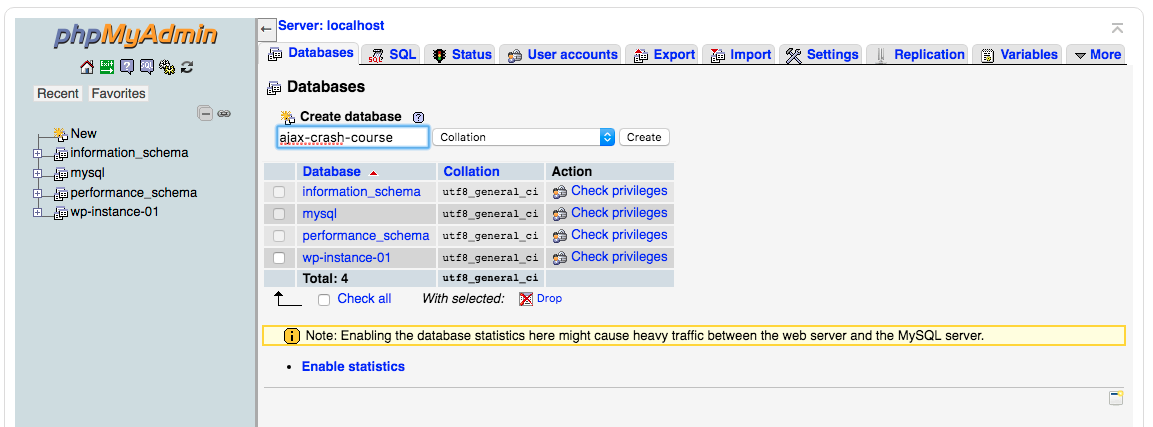 phpMyAdmin
Recent Favorites
New
information_schema
mysql
performance_schema
wp-instance-01
Server: localhost
Databases SQL Status User accounts Export Import Settings Replication Variables More
Databases
Create database
ajax-crash-course Collation Create
Database Collation Action
information_schema utf8_general_ci Check privileges
mysql utf8_general_ci Check privileges
performance_schema utf8_general_ci Check privileges
wp-instance-01 utf8_general_ci Check privileges
Total: 4 utf8_general_ci
Check all With selected: Drop
Note: Enabling the database statistics here might cause heavy traffic between the web server and the MySQL server.
• Enable statistics